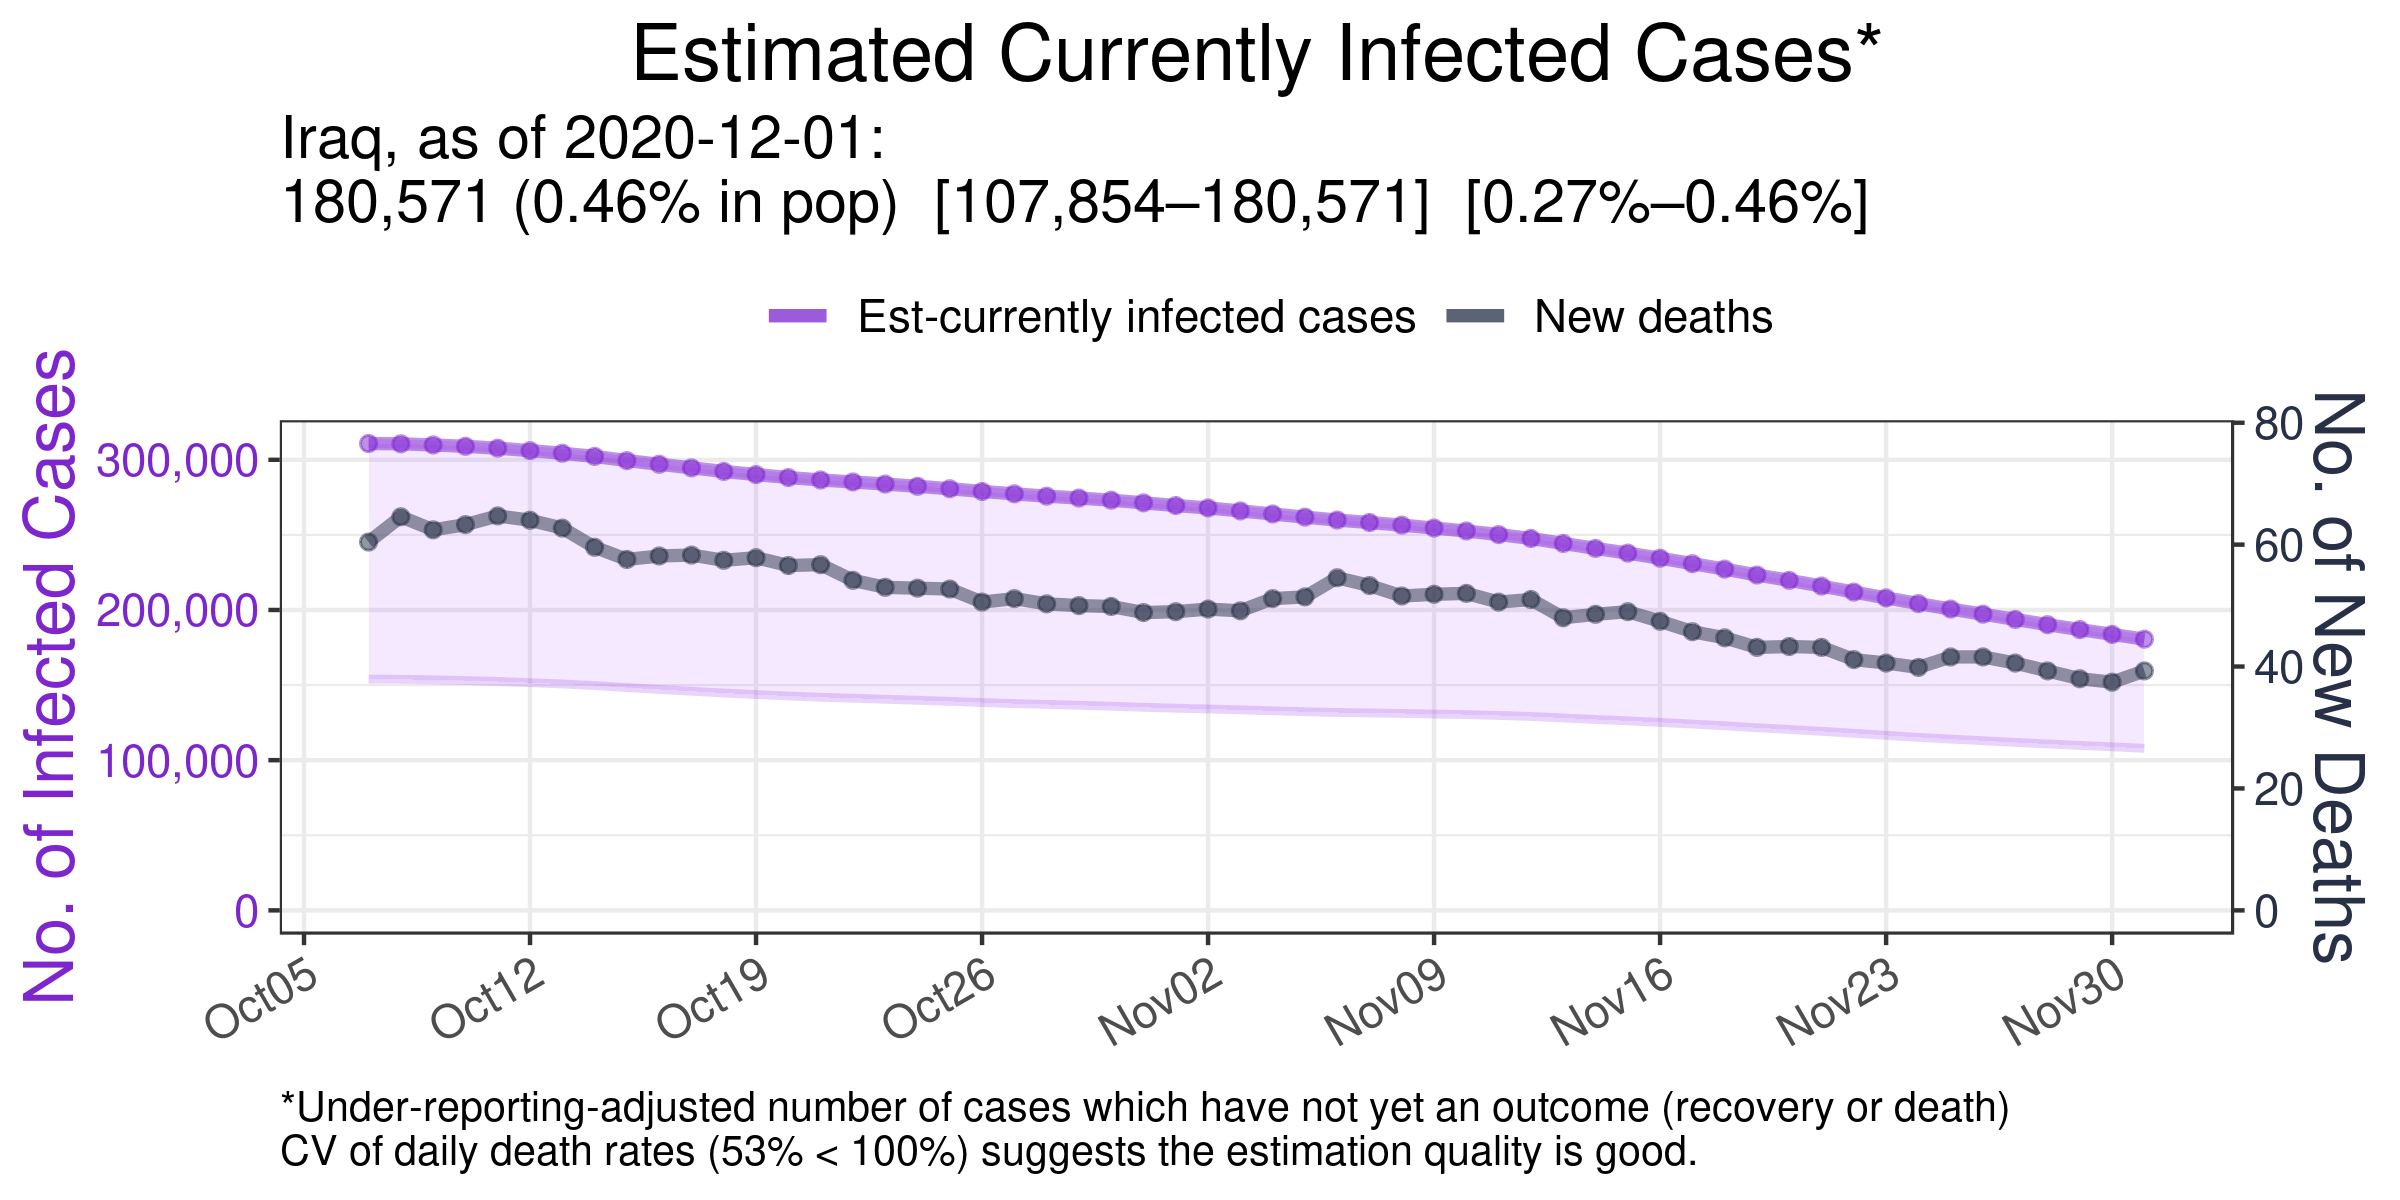 Estimated Currently Infected Cases*
Iraq, as of 2020-12-01:
180,571 (0.46% in pop)  [107,854–180,571]  [0.27%–0.46%]
Est-currently infected cases
New deaths
No. of Infected Cases
300,000
200,000
100,000
0
80
60
40
20
0
No. of New Deaths
Oct05
Oct12
Oct19
Oct26
Nov02
Nov09
Nov16
Nov23
Nov30
*Under-reporting-adjusted number of cases which have not yet an outcome (recovery or death)
CV of daily death rates (53% < 100%) suggests the estimation quality is good.